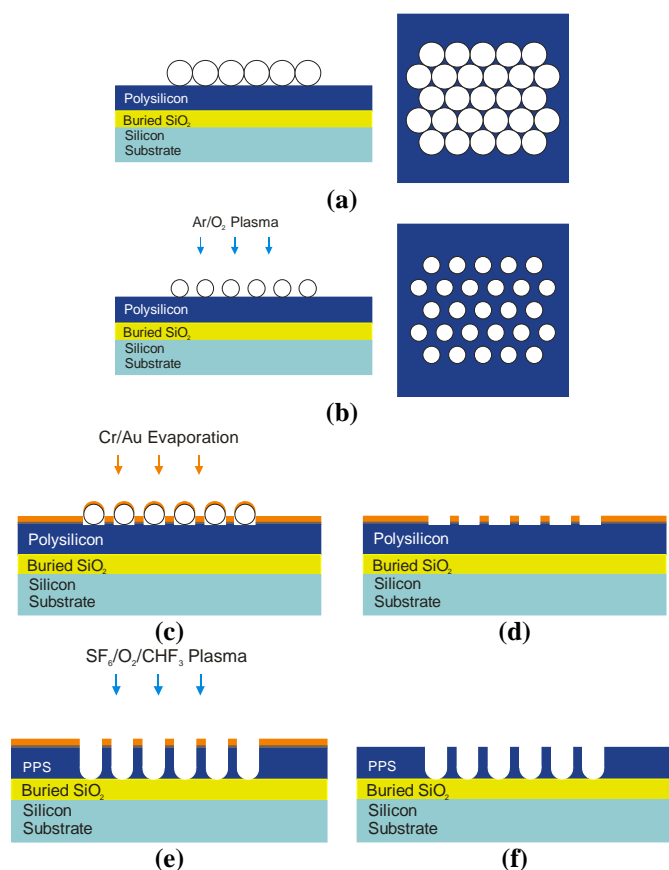 Polysilicon
Buried SiO₂
Silicon
Substrate
(a)
Ar/O₂ Plasma
Polysilicon
Buried SiO₂
Silicon
Substrate
(b)
Cr/Au Evaporation
Polysilicon
Buried SiO₂
Silicon
Substrate
(c)
Polysilicon
Buried SiO₂
Silicon
Substrate
(d)
SF₆/O₂/CHF₃ Plasma
PPS
Buried SiO₂
Silicon
Substrate
(e)
PPS
Buried SiO₂
Silicon
Substrate
(f)